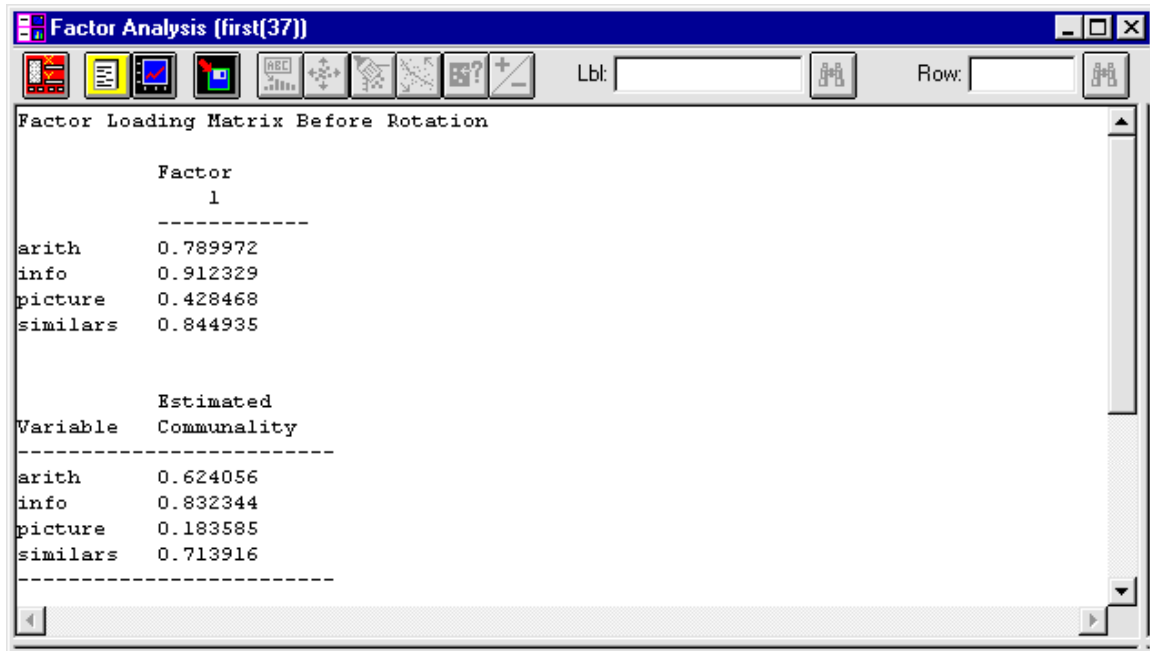 Factor Analysis (first(37))
Lbl: Row:
Factor Loading Matrix Before Rotation
Factor
1
------------
arith 0.789972
info 0.912329
picture 0.428468
similars 0.844935
Estimated
Variable Communality
-------------------------
arith 0.624056
info 0.832344
picture 0.183585
similars 0.713916
-------------------------